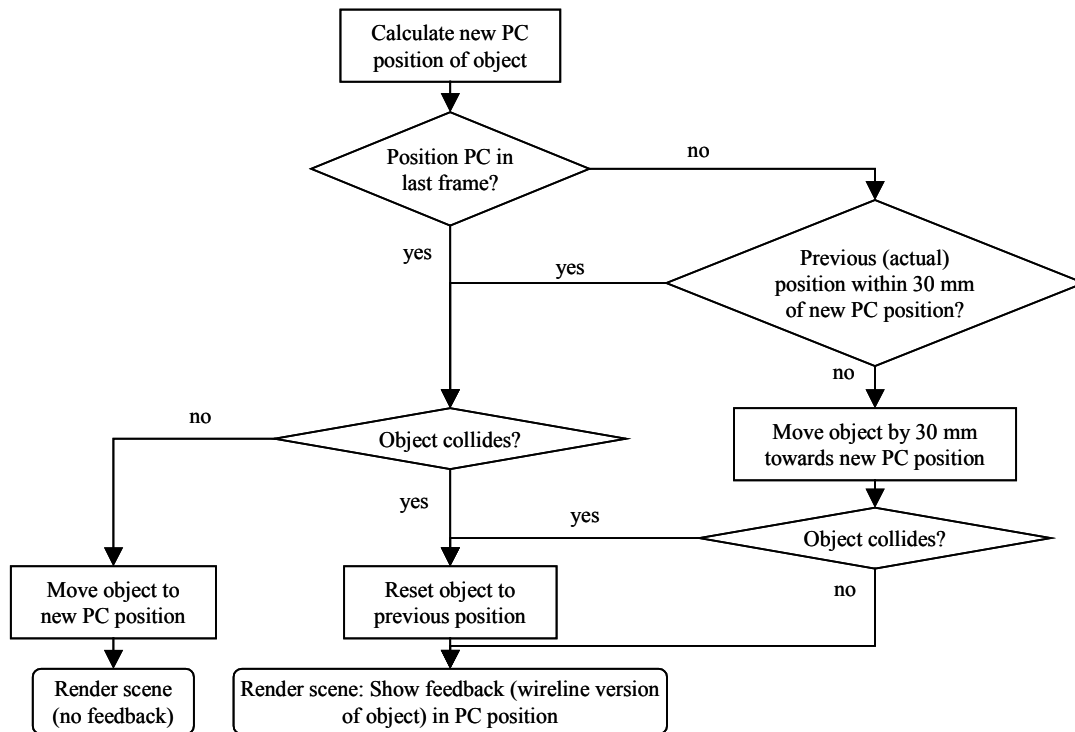 Calculate new PC
position of object
Position PC in
last frame?
no
yes
Previous (actual)
position within 30 mm
of new PC position?
yes
no
Object collides?
no
yes
Move object by 30 mm
towards new PC position
Object collides?
yes
no
Move object to
new PC position
Reset object to
previous position
Render scene
(no feedback)
Render scene: Show feedback (wireline version
of object) in PC position